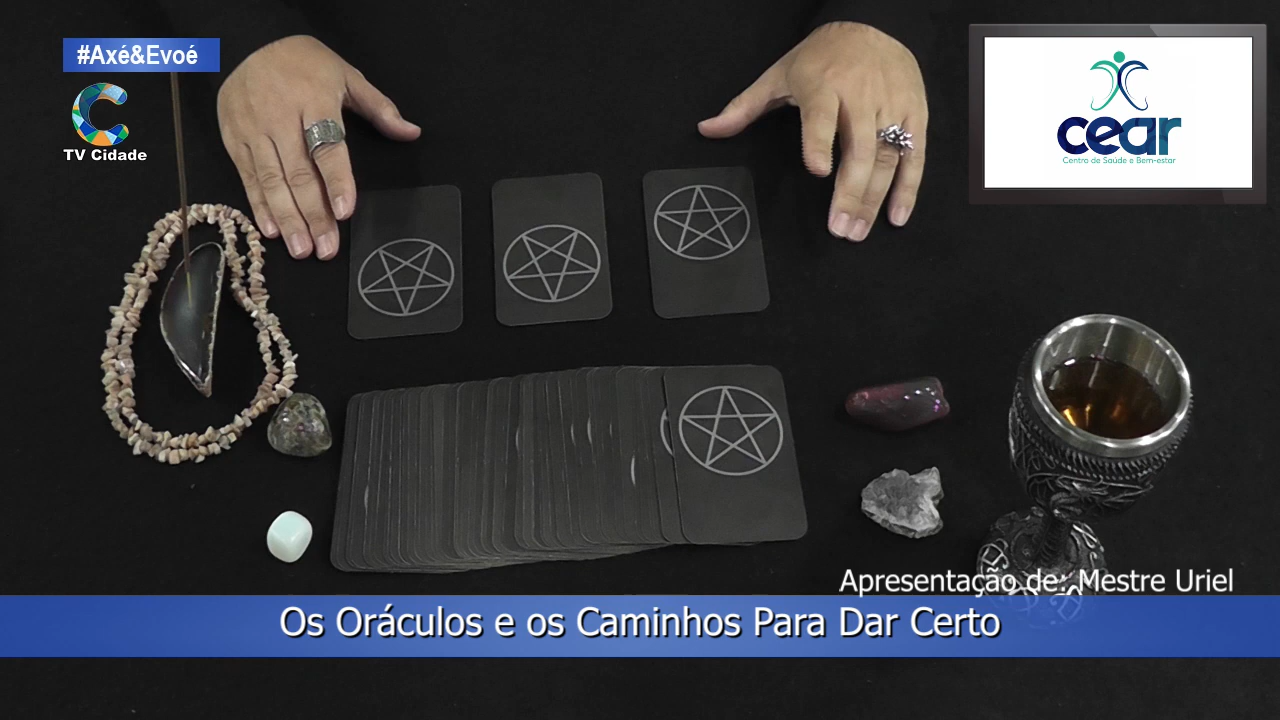 #Axé&Evoé
TV Cidade
cear
Centro de Saúde e Bem-estar
Apresentação de: Mestre Uriel
Os Oráculos e os Caminhos Para Dar Certo